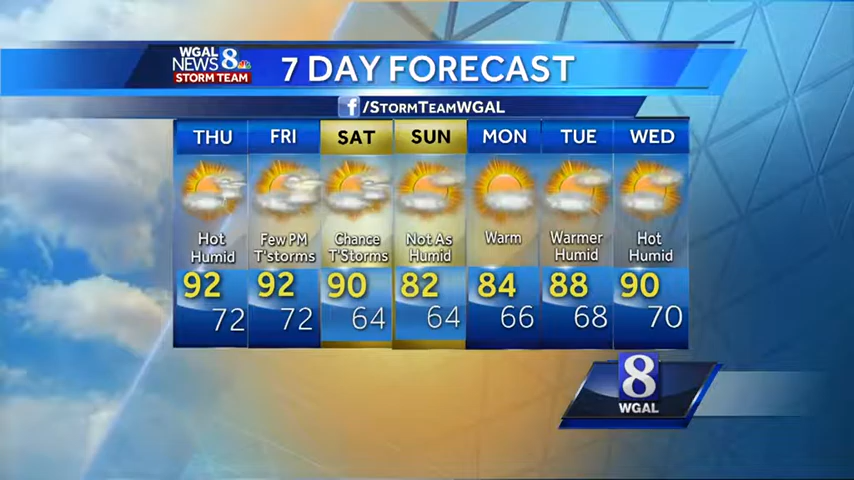 WGAL
NEWS 8
STORM TEAM
7 DAY FORECAST
f /STORMTEAMWGAL
THU FRI SAT SUN MON TUE WED
Hot Humid
Few PM T'storms
Chance T'Storms
Not As Humid
Warm
Warmer Humid
Hot Humid
92 92 90 82 84 88 90
72 72 64 64 66 68 70
8
WGAL